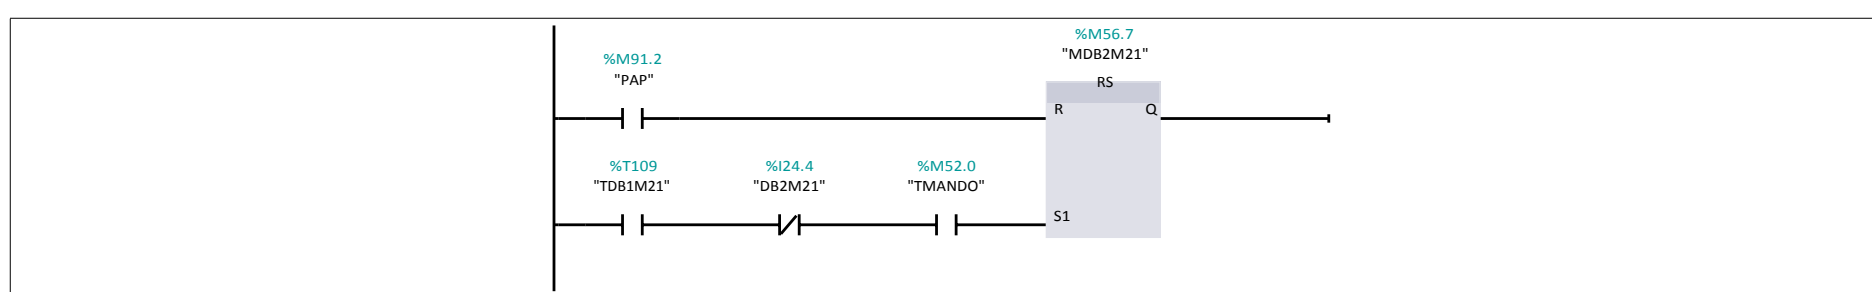 %M56.7
"MDB2M21"
%M91.2
"PAP"
RS
R
Q
%T109
"TDB1M21"
%I24.4
"DB2M21"
%M52.0
"TMANDO"
S1